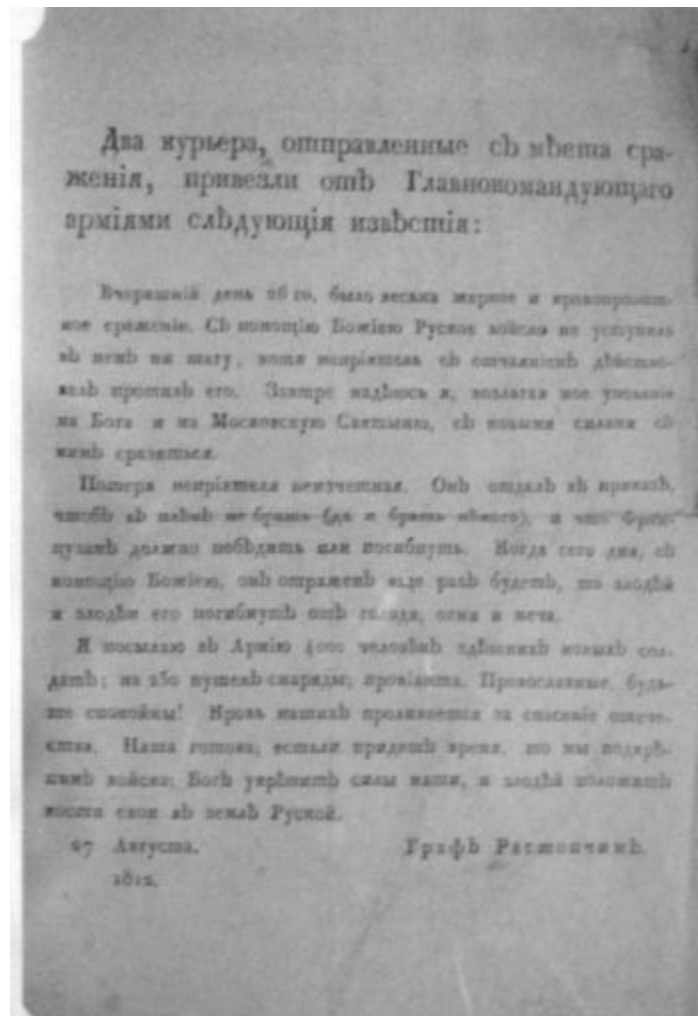 Два курьера, отправленные съ мѣста сра-
женія, привезли отъ Главнокомандующаго
арміями слѣдующія извѣстія:
Вчерашній день 26 го, было весьма жаркое и кровопролит-
ное сраженіе. Съ помощію Божіею Руское войско не уступило
въ немъ ни шагу, хотя непріятель съ отчаяніемъ дѣйство-
валъ противъ его. Завтре надѣюсь я, возлагая мое упованіе
на Бога и на Московскую Святыню, съ новыми силами съ
нимъ сразиться.
Потеря непріятеля неизчетная. Онъ отдалъ въ приказѣ,
чтобъ въ плѣнъ не брать (да и брать нѣкого), и что Фран-
цузамъ должно побѣдить или погибнуть. Когда сего дня, съ
помощію Божіею, онъ отраженъ еще разъ будетъ, то злодѣй
и злодѣи его погибнутъ отъ голода, огня и меча.
Я посылаю въ Армію 4000 человѣкъ здѣшнихъ новыхъ сол-
датъ; на 250 пушекъ снаряды; провіанта. Православные, будь-
те спокойны! Кровь нашихъ проливается за спасеніе отече-
ства. Наша готова; естьли придетъ время, то мы подкрѣ-
пимъ войска; Богъ укрѣпитъ силы наши, и злодѣй положитъ
кости свои въ землѣ Руской.
27 Августа. Графъ Растопчинъ.
1812.